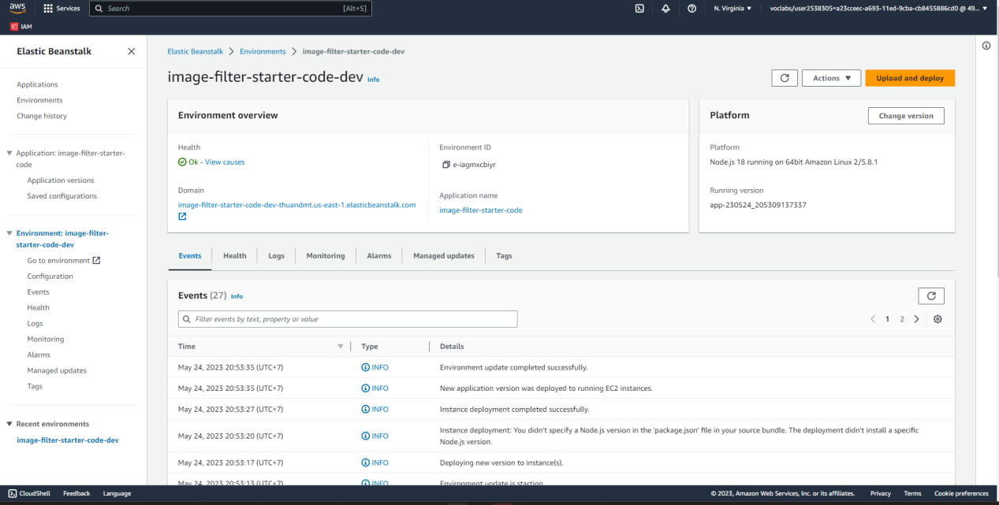 aws
Services
Search [Alt+S]
N. Virginia
voclabs/user2538305=a23cceec-a693-11ed-9cba-cb8455886cd0 @ 49...
IAM
Elastic Beanstalk
Applications
Environments
Change history
Application: image-filter-starter-
code
Application versions
Saved configurations
Environment: image-filter-
starter-code-dev
Go to environment
Configuration
Events
Health
Logs
Monitoring
Alarms
Managed updates
Tags
Recent environments
image-filter-starter-code-dev
Elastic Beanstalk > Environments > image-filter-starter-code-dev
image-filter-starter-code-dev Info
Actions
Upload and deploy
Environment overview
Health
Ok - View causes
Domain
image-filter-starter-code-dev-thuandmt.us-east-1.elasticbeanstalk.com
Environment ID
e-iagmxcbiyr
Application name
image-filter-starter-code
Platform
Change version
Platform
Node.js 18 running on 64bit Amazon Linux 2/5.8.1
Running version
app-230524_205309137337
Events Health Logs Monitoring Alarms Managed updates Tags
Events (27) Info
Filter events by text, property or value
1 2
Time Type Details
May 24, 2023 20:53:35 (UTC+7) INFO Environment update completed successfully.
May 24, 2023 20:53:35 (UTC+7) INFO New application version was deployed to running EC2 instances.
May 24, 2023 20:53:27 (UTC+7) INFO Instance deployment completed successfully.
May 24, 2023 20:53:20 (UTC+7) INFO Instance deployment: You didn't specify a Node.js version in the 'package.json' file in your source bundle. The deployment didn't install a specific
Node.js version.
May 24, 2023 20:53:17 (UTC+7) INFO Deploying new version to instance(s).
May 24, 2023 20:53:13 (UTC+7) INFO Environment update is starting.
CloudShell Feedback Language
© 2023, Amazon Web Services, Inc. or its affiliates. Privacy Terms Cookie preferences